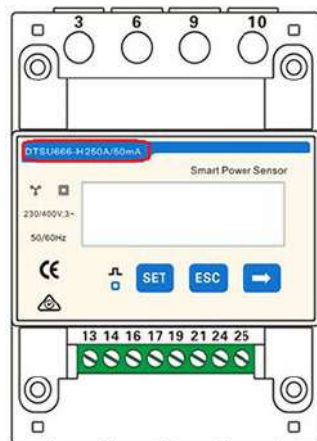 3 6 9 10
DTSU666-H250A/50mA
Smart Power Sensor
230/400V,3~
50/60Hz
CE
SET ESC
13 14 16 17 19 21 24 25